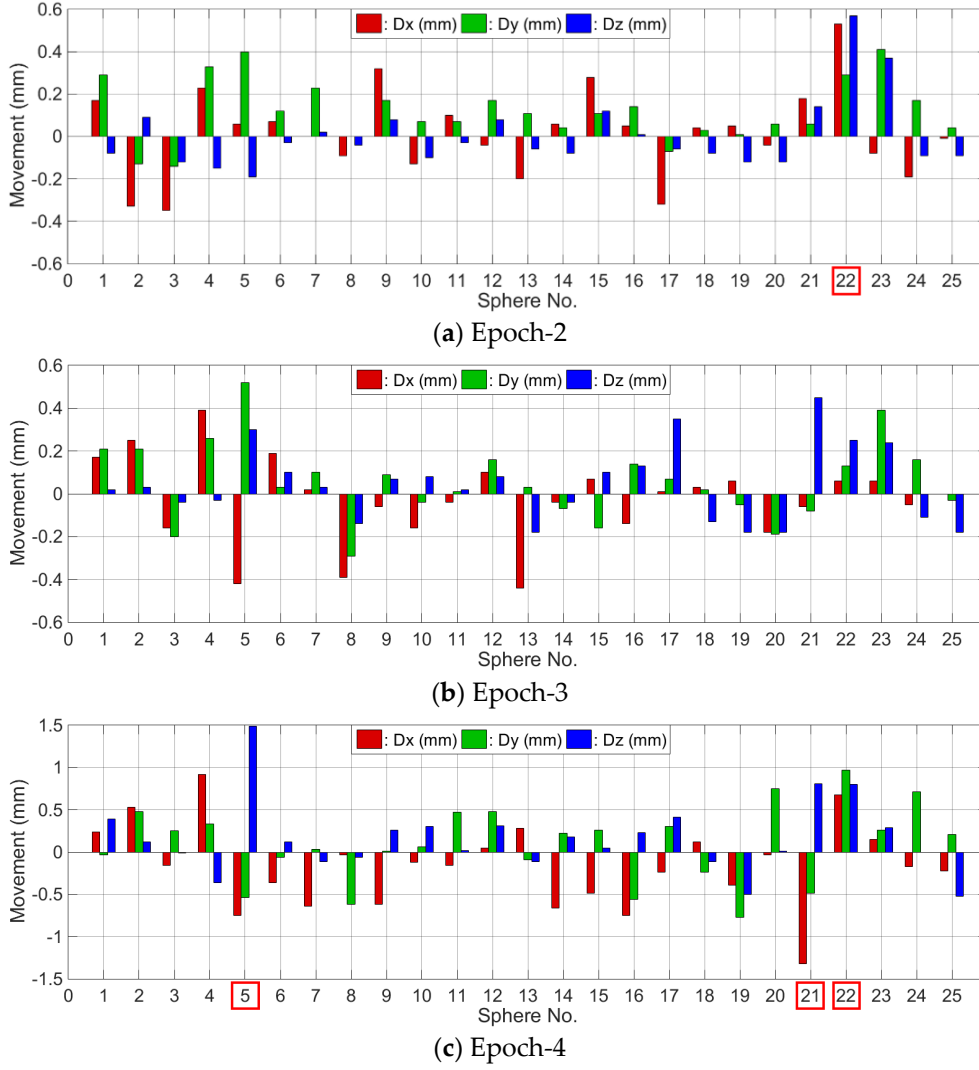 0.6
0.4
0.2
0
-0.2
-0.4
-0.6
Movement (mm)
: Dx (mm) : Dy (mm) : Dz (mm)
0 1 2 3 4 5 6 7 8 9 10 11 12 13 14 15 16 17 18 19 20 21 22 23 24 25
Sphere No.
(a) Epoch-2
0.6
0.4
0.2
0
-0.2
-0.4
-0.6
Movement (mm)
: Dx (mm) : Dy (mm) : Dz (mm)
0 1 2 3 4 5 6 7 8 9 10 11 12 13 14 15 16 17 18 19 20 21 22 23 24 25
Sphere No.
(b) Epoch-3
1.5
1
0.5
0
-0.5
-1
-1.5
Movement (mm)
: Dx (mm) : Dy (mm) : Dz (mm)
0 1 2 3 4 5 6 7 8 9 10 11 12 13 14 15 16 17 18 19 20 21 22 23 24 25
Sphere No.
(c) Epoch-4